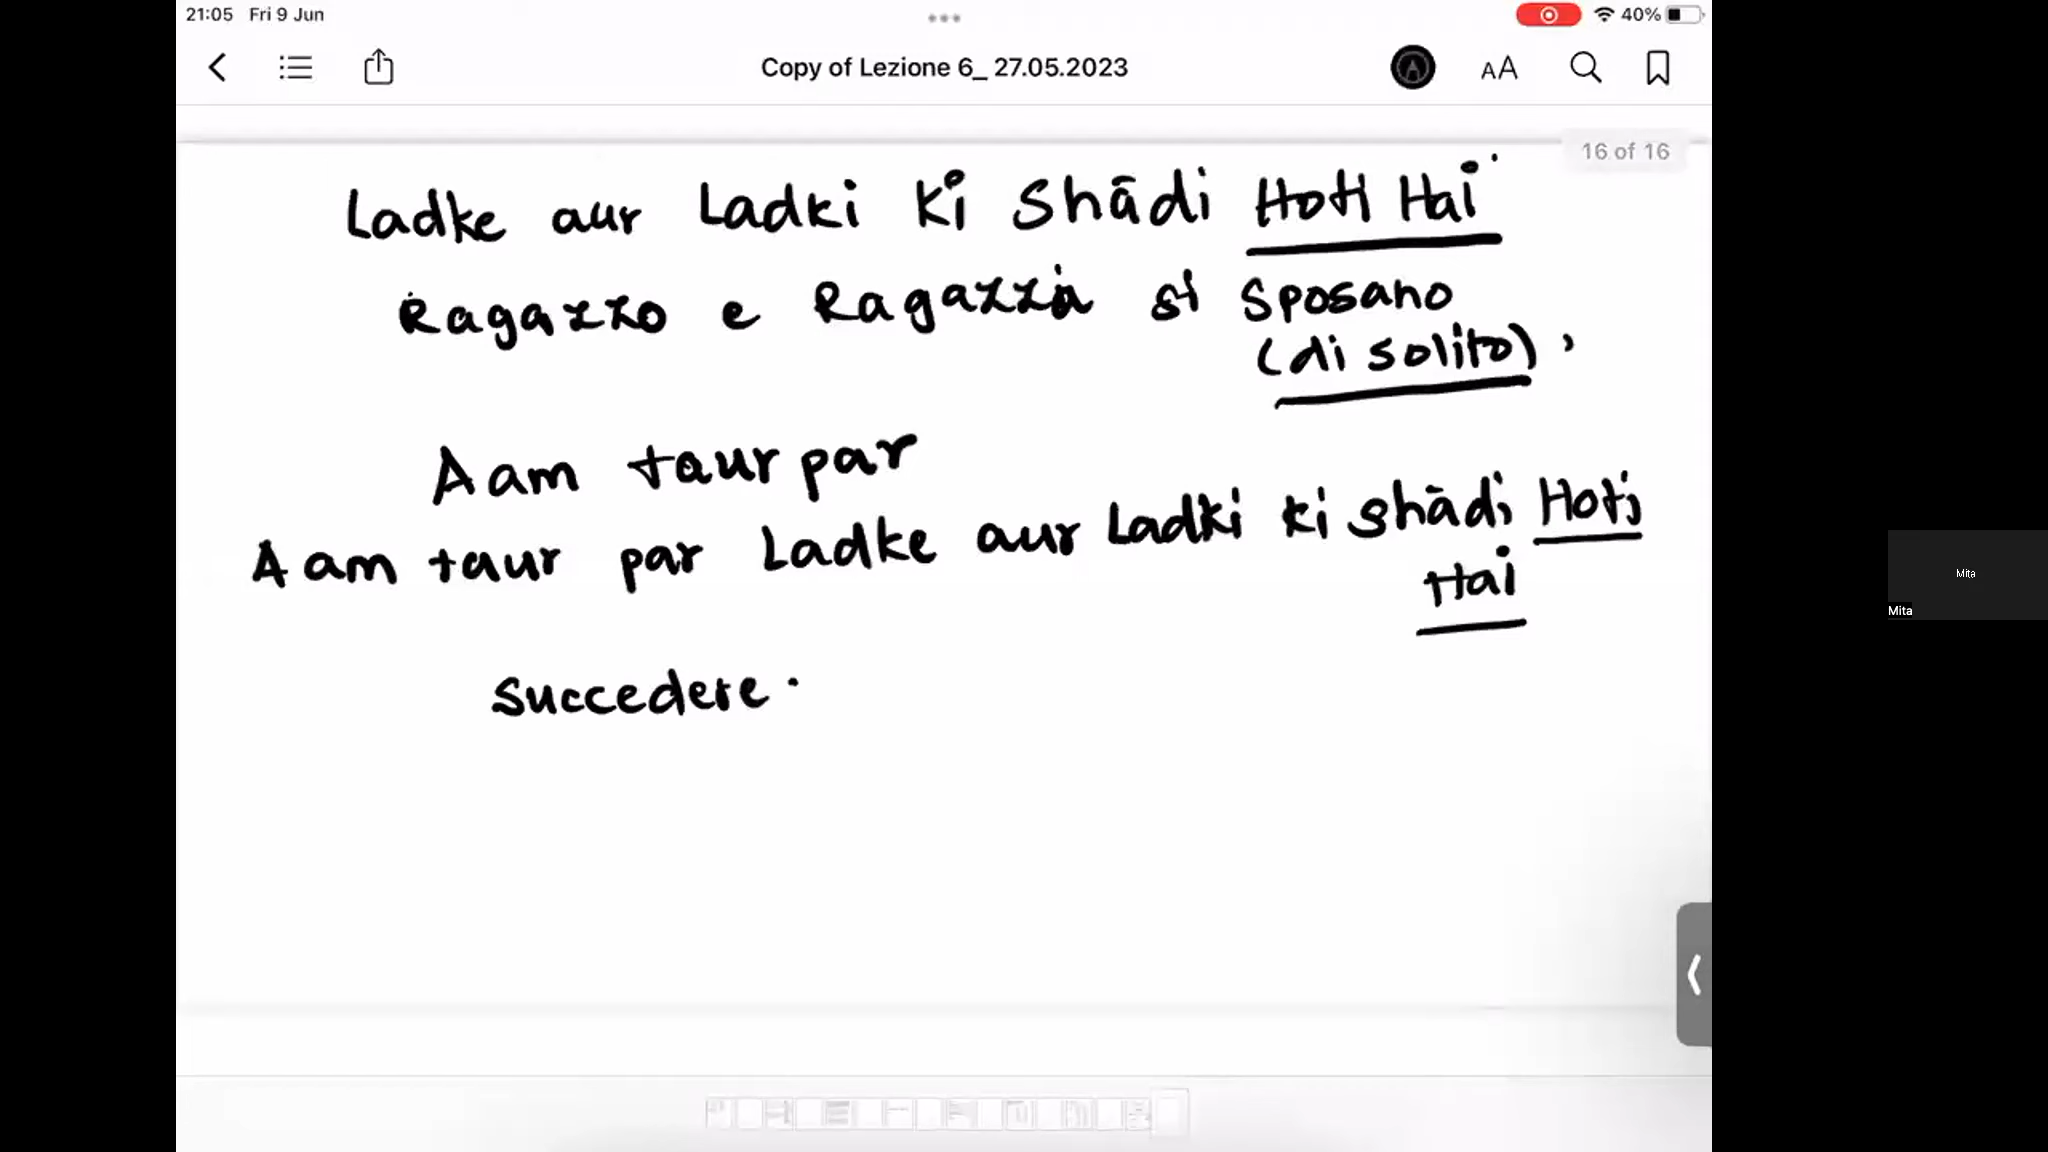 21:05 Fri 9 Jun
40%
Copy of Lezione 6_ 27.05.2023
AA
16 of 16
Ladke aur Ladki Ki Shādi Hoti Hai
Ragazzo e Ragazza si sposano
(di solito),
Aam taur par
Aam taur par Ladke aur Ladki ki shādi Hoti
Hai
succedere.
Mita
Mita